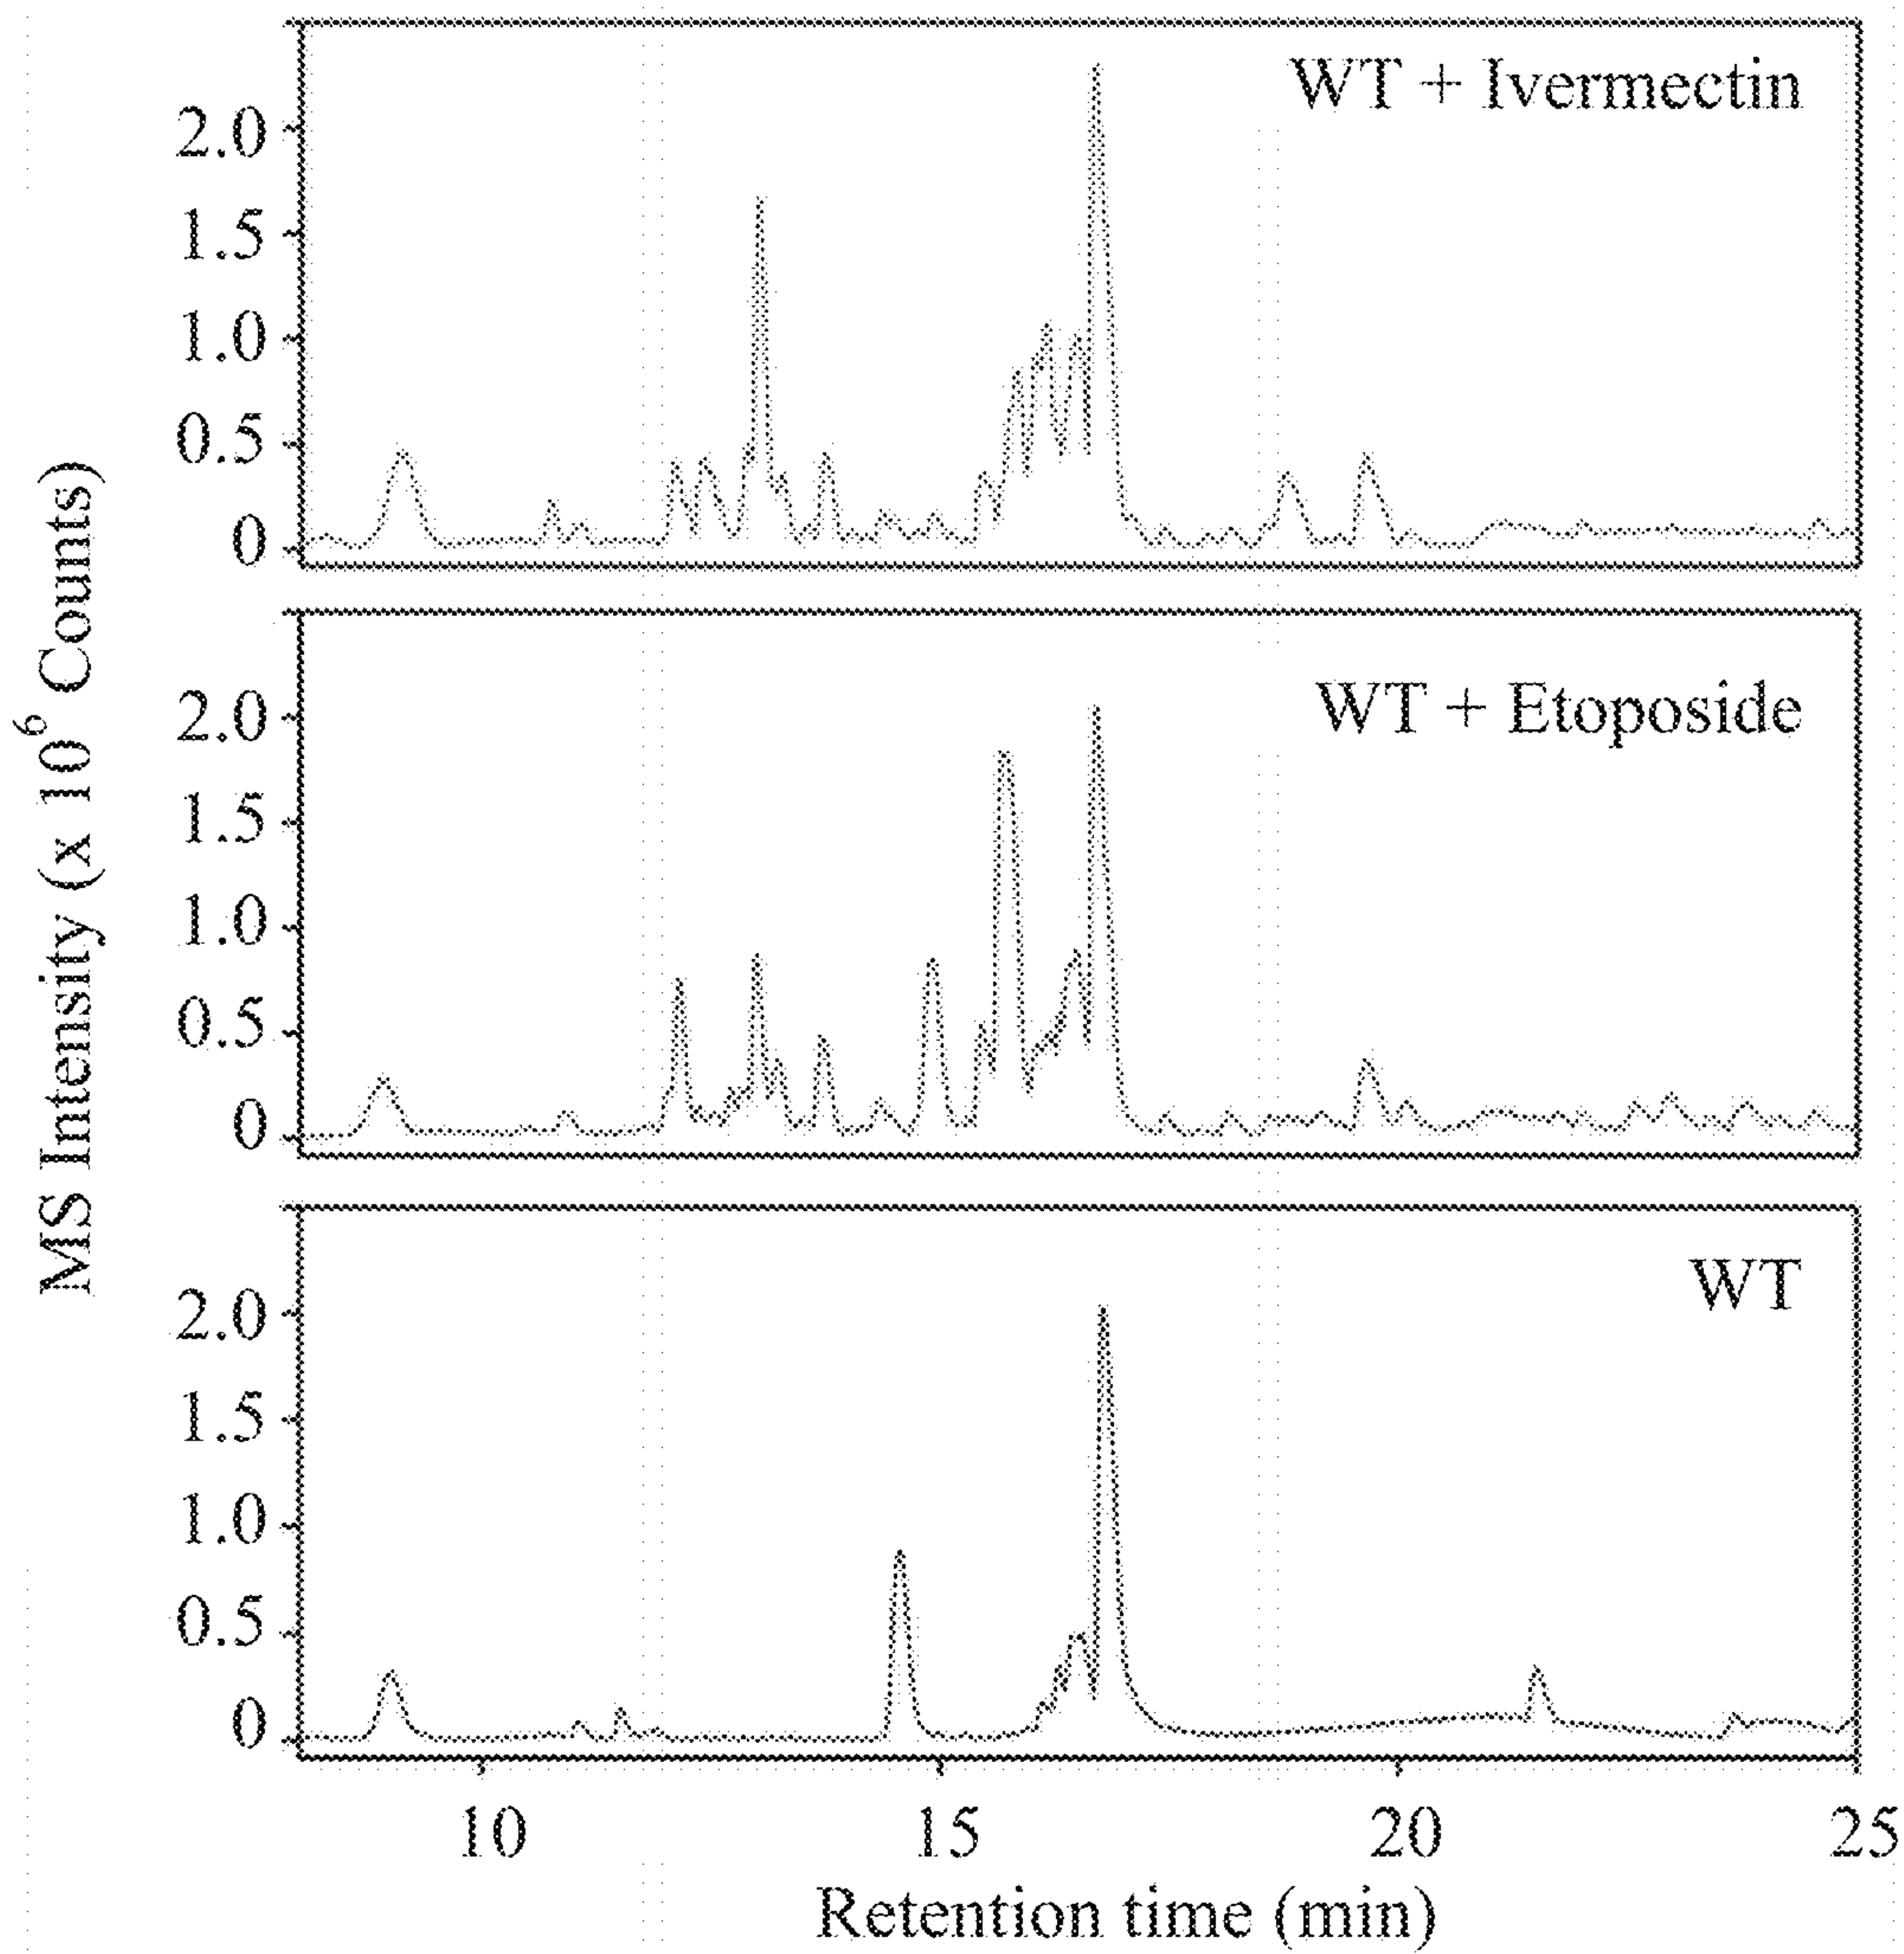 MS Intensity (x 10⁶ Counts)
WT + Ivermectin
2.0
1.5
1.0
0.5
0
WT + Etoposide
2.0
1.5
1.0
0.5
0
WT
2.0
1.5
1.0
0.5
0
10 15 20 25
Retention time (min)